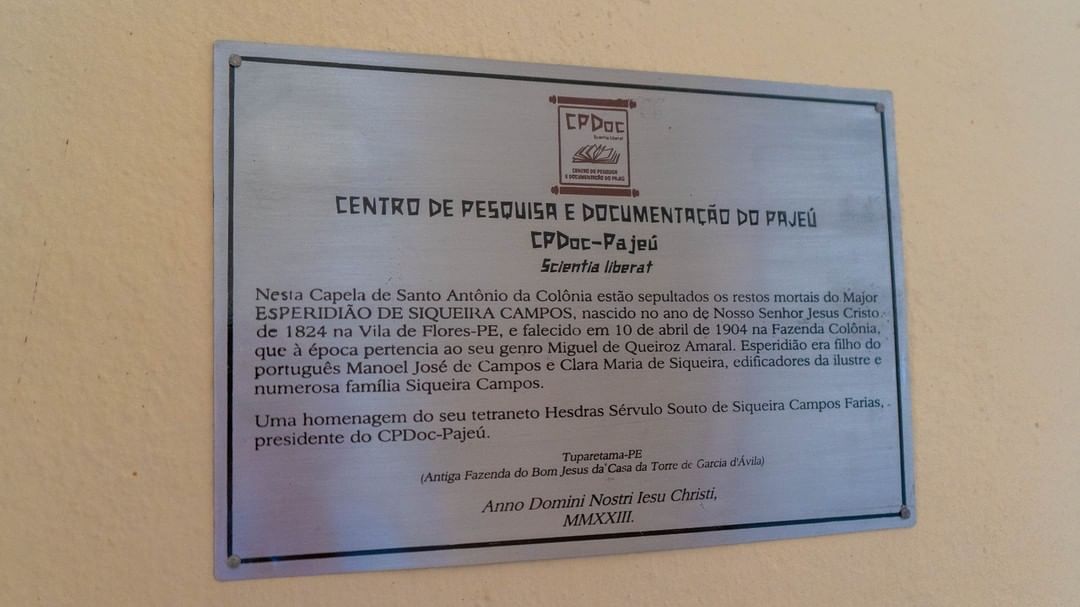 CPDoc
Scientia liberat
CENTRO DE PESQUISA
E DOCUMENTAÇÃO DO PAJEÚ
CENTRO DE PESQUISA E DOCUMENTAÇÃO DO PAJEÚ
CPDoc-Pajeú
Scientia liberat
Nesta Capela de Santo Antônio da Colônia estão sepultados os restos mortais do Major
ESPERIDIÃO DE SIQUEIRA CAMPOS, nascido no ano de Nosso Senhor Jesus Cristo
de 1824 na Vila de Flores-PE, e falecido em 10 de abril de 1904 na Fazenda Colônia,
que à época pertencia ao seu genro Miguel de Queiroz Amaral. Esperidião era filho do
português Manoel José de Campos e Clara Maria de Siqueira, edificadores da ilustre e
numerosa família Siqueira Campos.
Uma homenagem do seu tetraneto Hesdras Sérvulo Souto de Siqueira Campos Farias,
presidente do CPDoc-Pajeú.
Tuparetama-PE
(Antiga Fazenda do Bom Jesus da Casa da Torre de Garcia d'Ávila)
Anno Domini Nostri Iesu Christi,
MMXXIII.